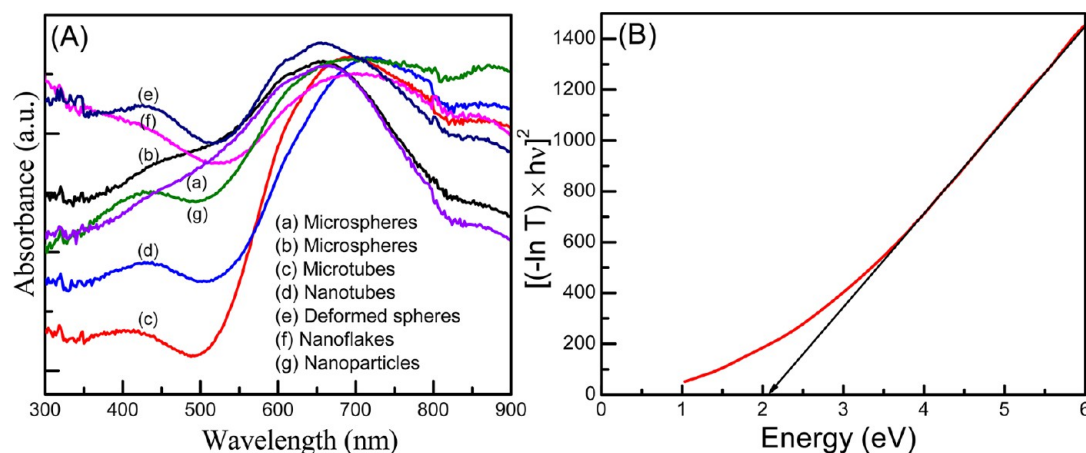 (A)
(e)
(f)
(b)
(a)
(g)
(d)
(c)
(a) Microspheres
(b) Microspheres
(c) Microtubes
(d) Nanotubes
(e) Deformed spheres
(f) Nanoflakes
(g) Nanoparticles
Absorbance (a.u.)
300 400 500 600 700 800 900
Wavelength (nm)
(B)
[(-ln T) × hν]²
1400
1200
1000
800
600
400
200
0
0 1 2 3 4 5 6
Energy (eV)